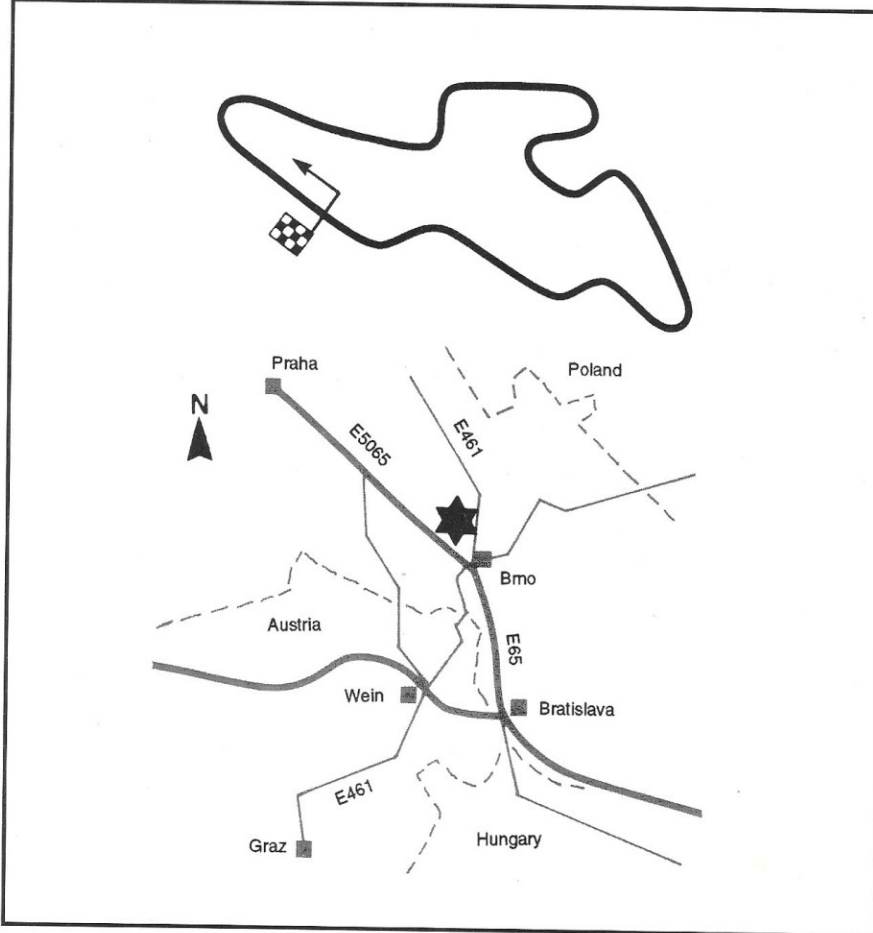 Praha
Poland
N
E5065
E461
Brno
Austria
E65
Wein
Bratislava
E461
Graz
Hungary